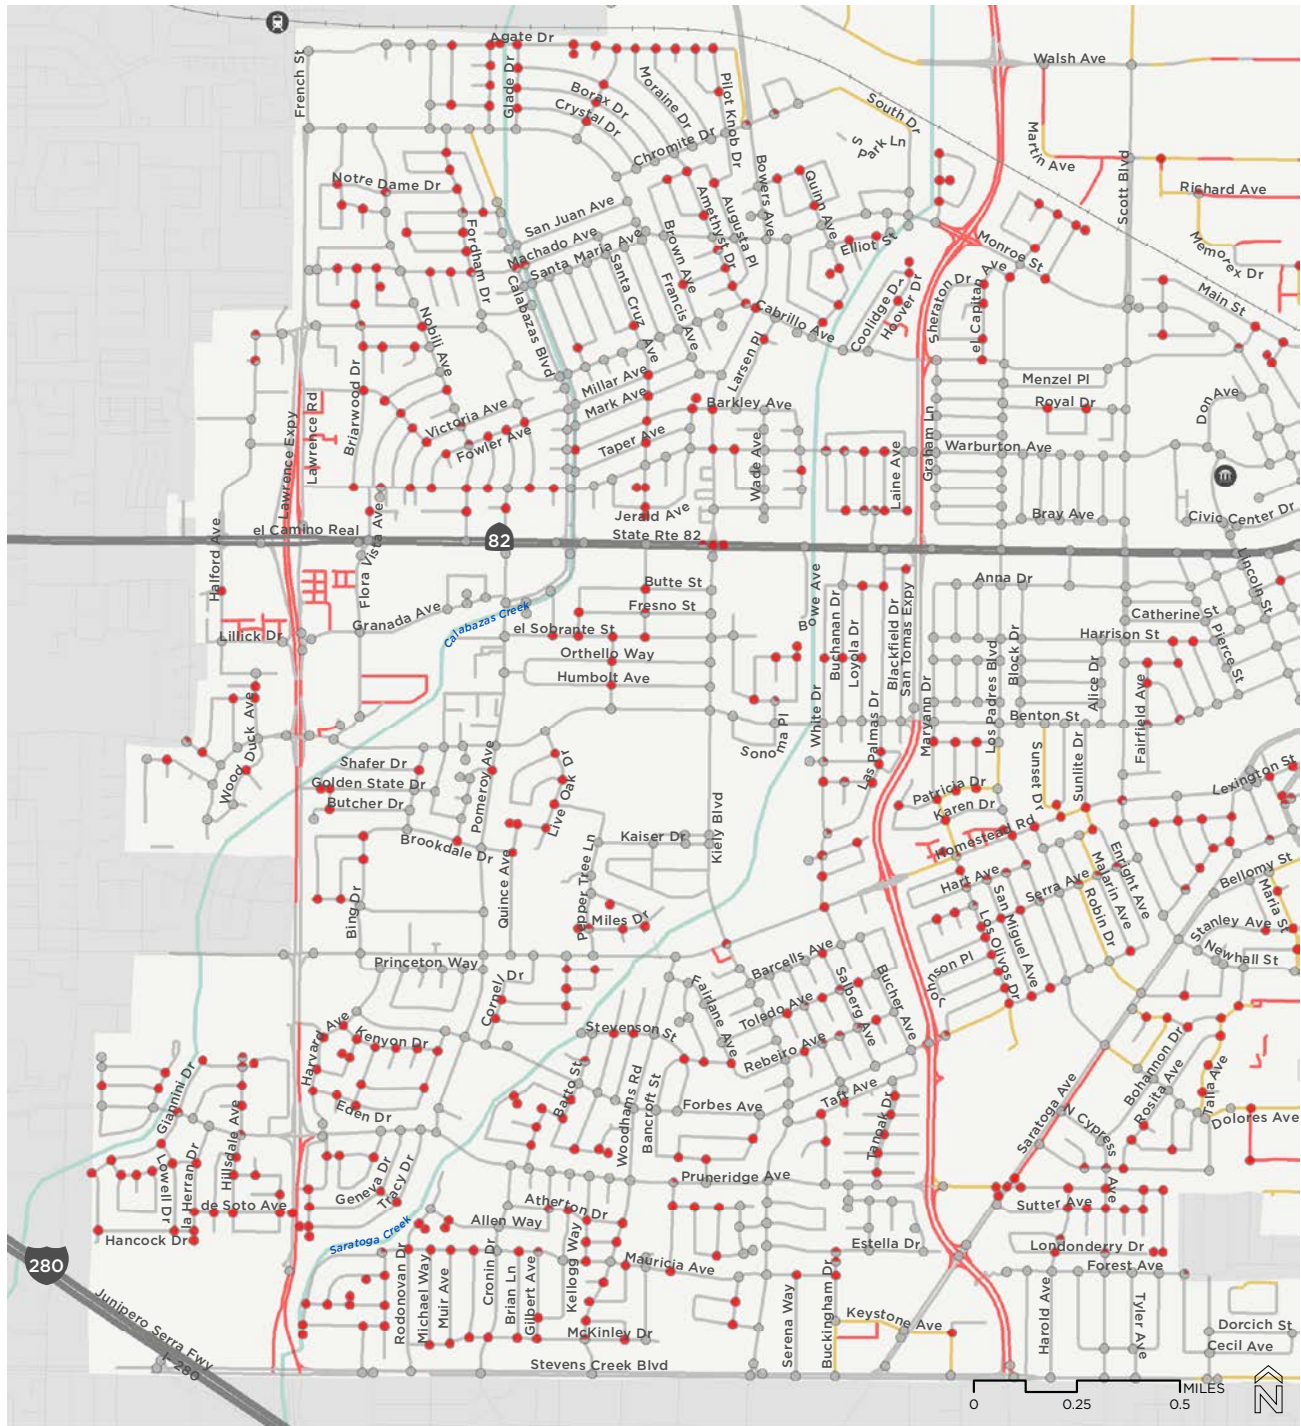 Agate Dr
Walsh Ave
French St
Glade Dr
Borax Dr
Crystal Dr
Moraine Dr
Pilot Knob Dr
South Dr
S Park Ln
Martin Ave
Scott Blvd
Richard Ave
Chromite Dr
Bowers Ave
Notre Dame Dr
Quinn Ave
Amethyst Dr
Augusta Pl
San Juan Ave
Machado Ave
Santa Maria Ave
Brown Ave
Elliot St
Monroe St
Memorex Dr
Fordham Dr
Calabazas Blvd
Santa Cruz Ave
Francis Ave
Sheraton Dr
el Capitan Ave
Coolidge Dr
Hoover Dr
Main St
Cabrillo Ave
Nobili Ave
Larsen Pl
Menzel Pl
Millar Ave
Mark Ave
Barkley Ave
Royal Dr
Don Ave
Lawrence Expy
Lawrence Rd
Briarwood Dr
Victoria Ave
Fowler Ave
Taper Ave
Wade Ave
Laine Ave
Graham Ln
Warburton Ave
Jerald Ave
Bray Ave
Civic Center Dr
Halford Ave
el Camino Real
Flora Vista Ave
82
State Rte 82
Butte St
Bowe Ave
Anna Dr
Lincoln St
Granada Ave
Calabazas Creek
Fresno St
Catherine St
Lillick Dr
el Sobrante St
Harrison St
Pierce St
Orthello Way
Humbolt Ave
Buchanan Dr
Loyola Dr
Blackfield Dr
San Tomas Expy
Los Padres Blvd
Block Dr
Alice Dr
Fairfield Ave
Wood Duck Ave
Sonoma Pl
White Dr
Las Palmas Dr
Maryann Dr
Benton St
Shafer Dr
Golden State Dr
Butcher Dr
Pomeroy Ave
Live Oak Dr
Sunset Dr
Sunlite Dr
Lexington St
Patricia Dr
Karen Dr
Brookdale Dr
Kaiser Dr
Kiely Blvd
Homestead Rd
Bing Dr
Quince Ave
Pepper Tree Ln
Miles Dr
Hart Ave
Serra Ave
San Miguel Ave
Los Olivos Dr
Enright Ave
Malarin Ave
Robin Dr
Bellomy St
Maria St
Stanley Ave
Newhall St
Princeton Way
Cornell Dr
Barcells Ave
Johnson Pl
Fairlane Ave
Toledo Ave
Salberg Ave
Bucher Ave
Harvard Ave
Kenyon Dr
Stevenson St
Rebeiro Ave
Giannini Dr
Barto St
Woodhams Rd
Bancroft St
Saratoga Ave
Bohannon Dr
Rosita Ave
Talia Ave
Eden Dr
Forbes Ave
Taft Ave
N Cypress Ave
Dolores Ave
Hillsdale Ave
Lowell Dr
la Herran Dr
Tanoak Dr
Geneva Dr
Tracy Dr
Pruneridge Ave
de Soto Ave
Atherton Dr
Sutter Ave
Hancock Dr
Saratoga Creek
Allen Way
Estella Dr
Londonderry Dr
280
Rodonovan Dr
Michael Way
Muir Ave
Cronin Dr
Brian Ln
Gilbert Ave
Kellogg Way
Mauricia Ave
Forest Ave
Junipero Serra Fwy
I-280
McKinley Dr
Serena Way
Buckingham Dr
Keystone Ave
Harold Ave
Tyler Ave
Dorcich St
Cecil Ave
Stevens Creek Blvd
MILES
0 0.25 0.5
N